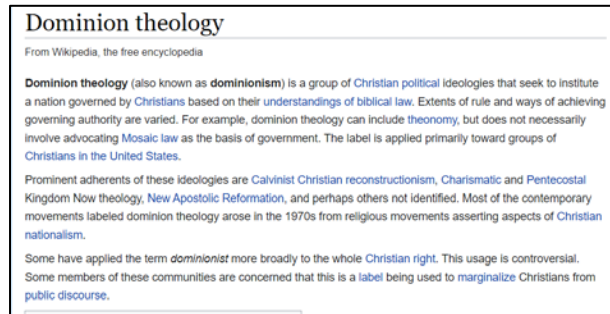 Dominion theology
From Wikipedia, the free encyclopedia
Dominion theology (also known as dominionism) is a group of Christian political ideologies that seek to institute
a nation governed by Christians based on their understandings of biblical law. Extents of rule and ways of achieving
governing authority are varied. For example, dominion theology can include theonomy, but does not necessarily
involve advocating Mosaic law as the basis of government. The label is applied primarily toward groups of
Christians in the United States.
Prominent adherents of these ideologies are Calvinist Christian reconstructionism, Charismatic and Pentecostal
Kingdom Now theology, New Apostolic Reformation, and perhaps others not identified. Most of the contemporary
movements labeled dominion theology arose in the 1970s from religious movements asserting aspects of Christian
nationalism.
Some have applied the term dominionist more broadly to the whole Christian right. This usage is controversial.
Some members of these communities are concerned that this is a label being used to marginalize Christians from
public discourse.